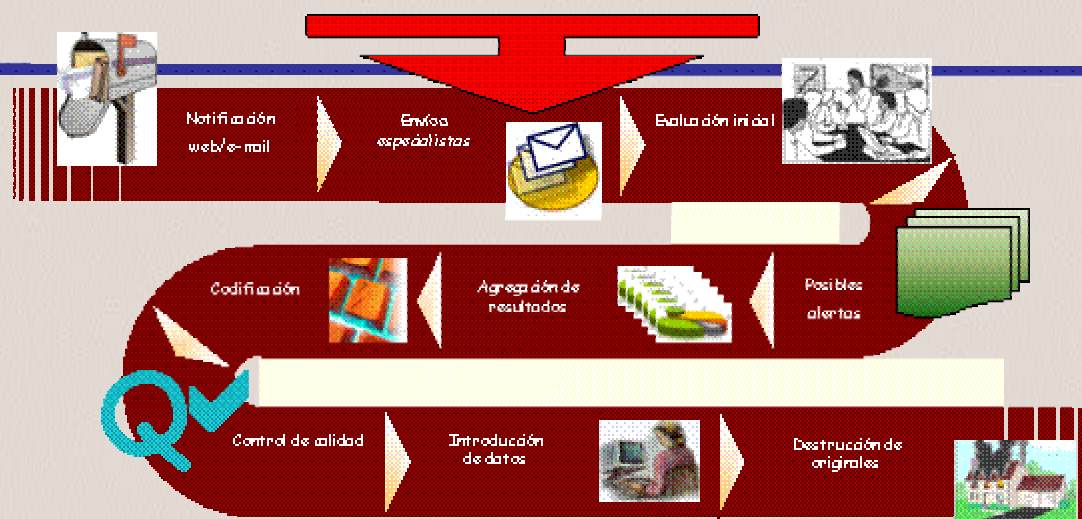 Notificación
web/e-mail
Envío a
especialistas
Evaluación inicial
Posibles
alertas
Agregación de
resultados
Codificación
Control de calidad
Introducción
de datos
Destrucción de
originales